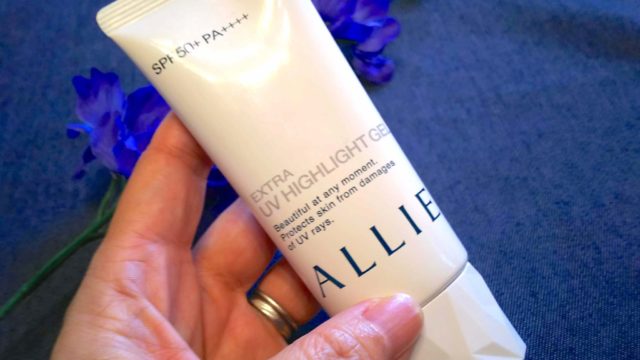 SPF50+ PA++++
EXTRA
UV HIGHLIGHT GEL
Beautiful at any moment.
Protects skin from damages
of UV rays.
ALLIE